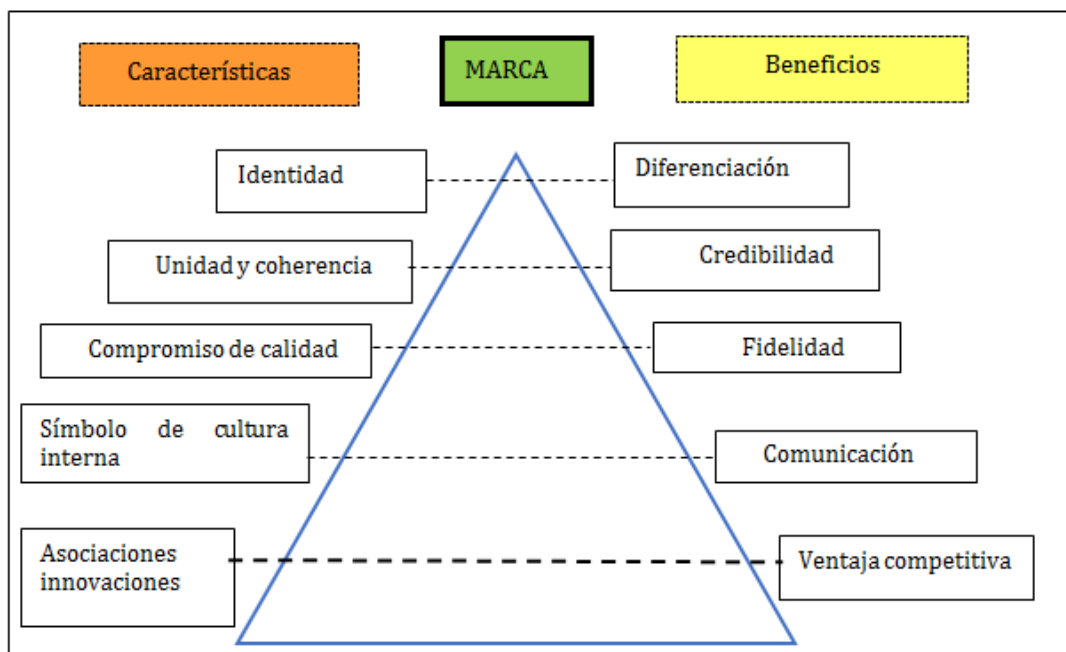 Características
MARCA
Beneficios
Identidad
Diferenciación
Unidad y coherencia
Credibilidad
Compromiso de calidad
Fidelidad
Símbolo de cultura
interna
Comunicación
Asociaciones
innovaciones
Ventaja competitiva